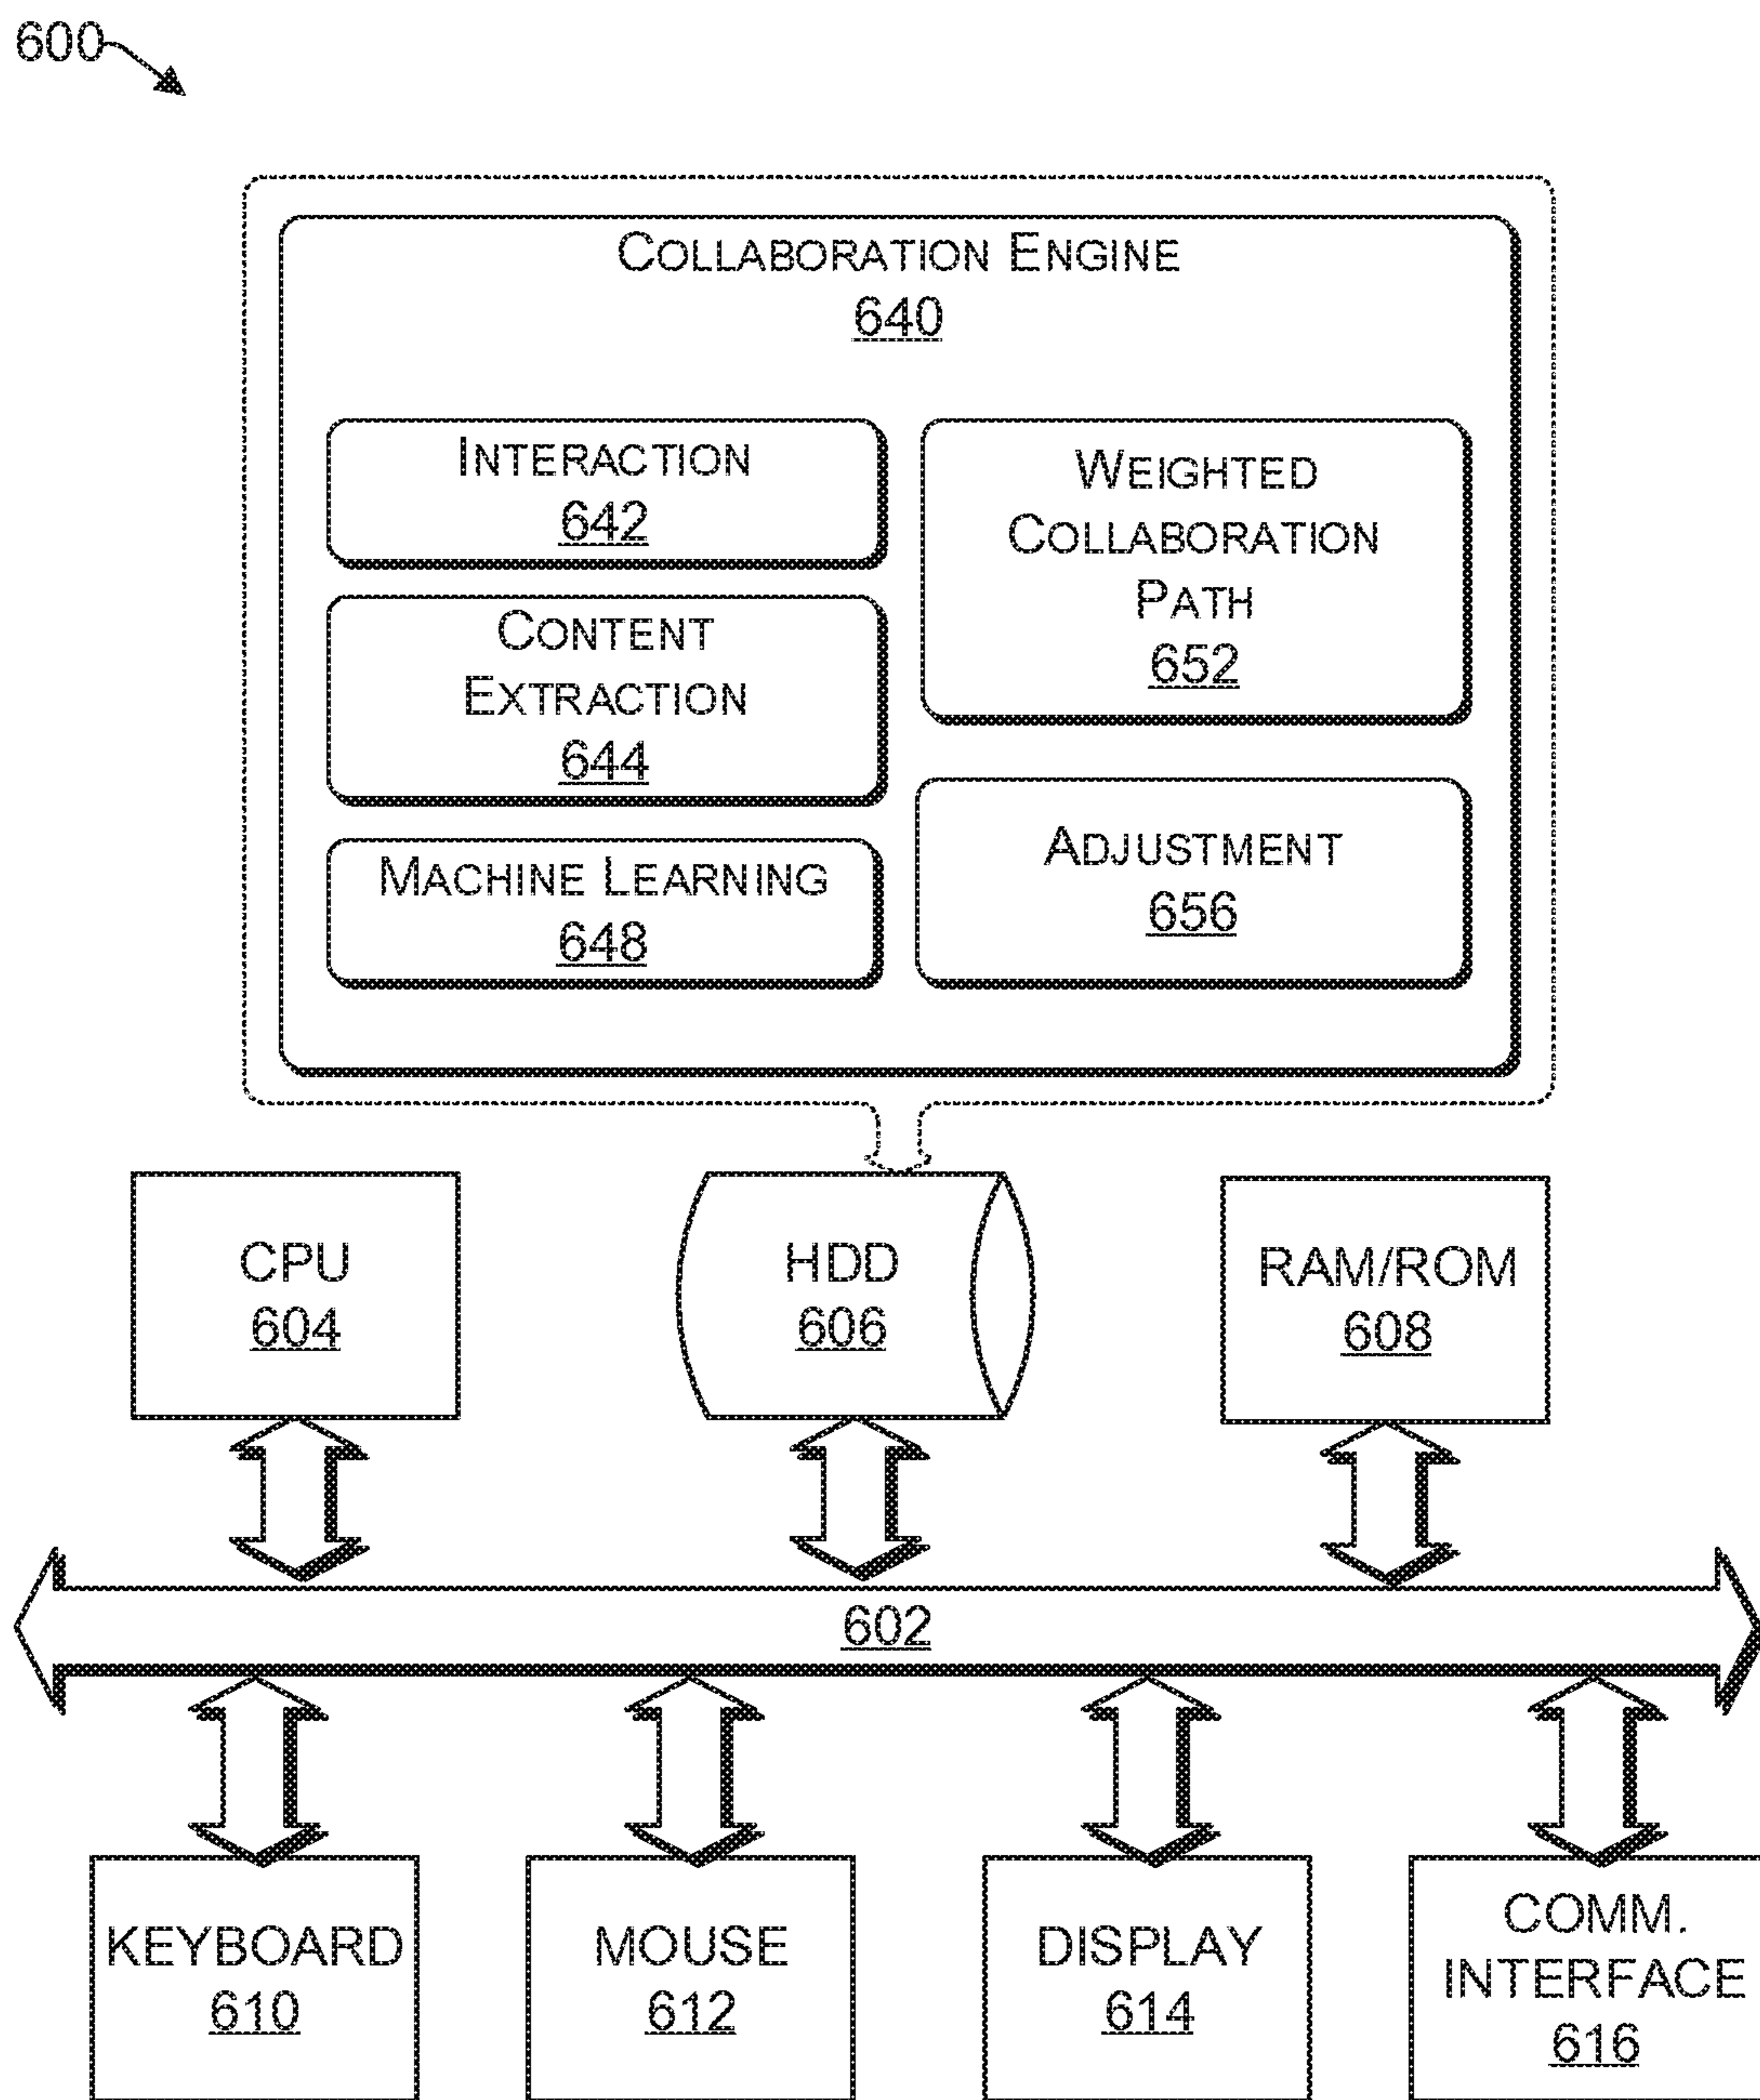 600
COLLABORATION ENGINE
640
INTERACTION
642
CONTENT
EXTRACTION
644
MACHINE LEARNING
648
WEIGHTED
COLLABORATION
PATH
652
ADJUSTMENT
656
CPU
604
HDD
606
RAM/ROM
608
602
KEYBOARD
610
MOUSE
612
DISPLAY
614
COMM.
INTERFACE
616